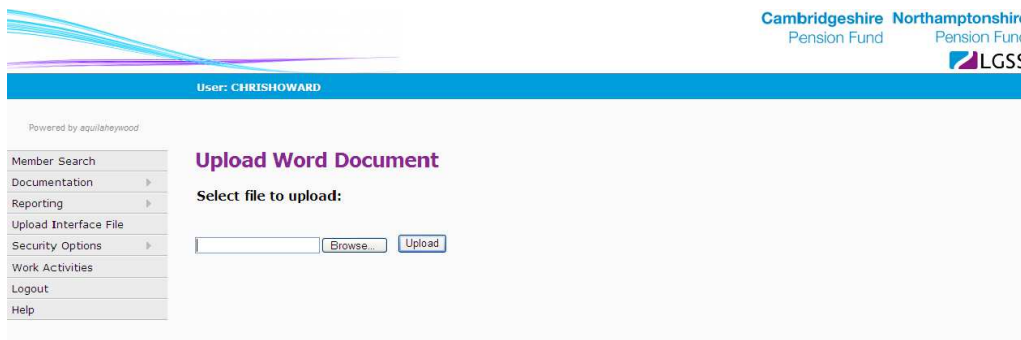 Cambridgeshire Northamptonshire
Pension Fund Pension Fund
LGSS
User: CHRISHOWARD
Powered by aquilaheywood
Member Search
Documentation
Reporting
Upload Interface File
Security Options
Work Activities
Logout
Help
Upload Word Document
Select file to upload:
Browse... Upload